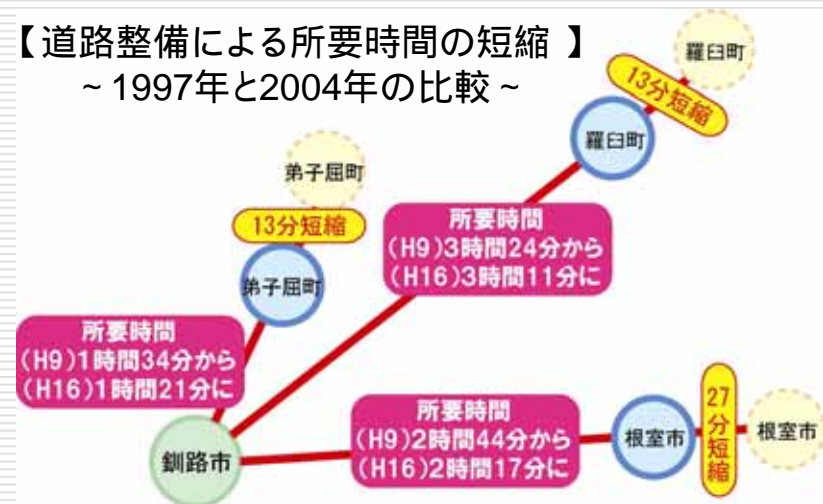 【道路整備による所要時間の短縮 】
~ 1997年と2004年の比較 ~
羅臼町
13分短縮
羅臼町
弟子屈町
13分短縮
弟子屈町
所要時間
(H9)3時間24分から
(H16)3時間11分に
所要時間
(H9)1時間34分から
(H16)1時間21分に
釧路市
所要時間
(H9)2時間44分から
(H16)2時間17分に
根室市
27分短縮
根室市